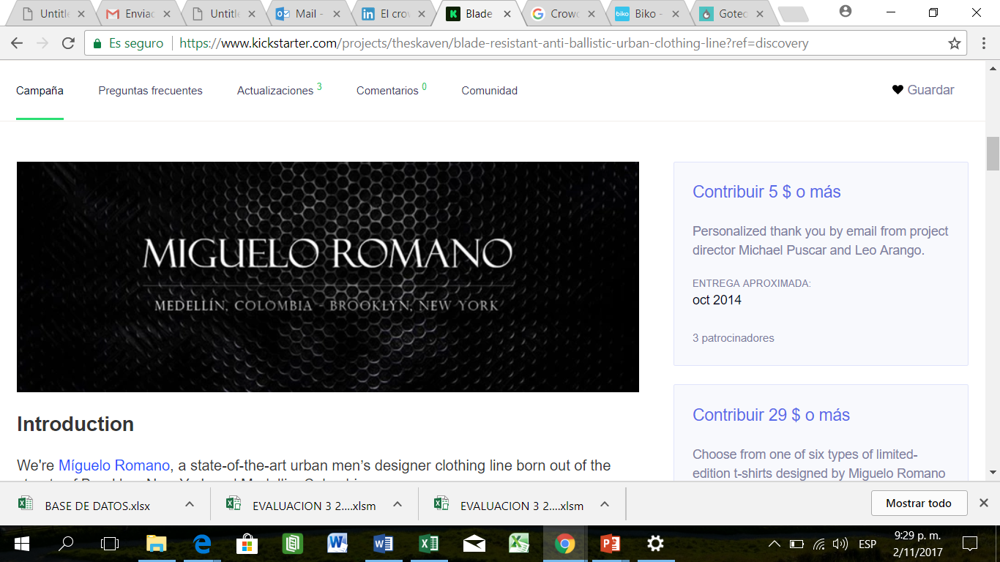 Untitle
Enviac
Untitle
Mail -
El crov
Blade
Crowd
Biko -
Gotec
Es seguro
https://www.kickstarter.com/projects/theskaven/blade-resistant-anti-ballistic-urban-clothing-line?ref=discovery
Campaña
Preguntas frecuentes
Actualizaciones 3
Comentarios 0
Comunidad
Guardar
MIGUELO ROMANO
MEDELLÍN, COLOMBIA - BROOKLYN, NEW YORK
Introduction
We're Míguelo Romano, a state-of-the-art urban men's designer clothing line born out of the
Contribuir 5 $ o más
Personalized thank you by email from project
director Michael Puscar and Leo Arango.
ENTREGA APROXIMADA:
oct 2014
3 patrocinadores
Contribuir 29 $ o más
Choose from one of six types of limited-
edition t-shirts designed by Miguelo Romano
BASE DE DATOS.xlsx
EVALUACION 3 2....xlsm
EVALUACION 3 2....xlsm
Mostrar todo
ESP
9:29 p. m.
2/11/2017